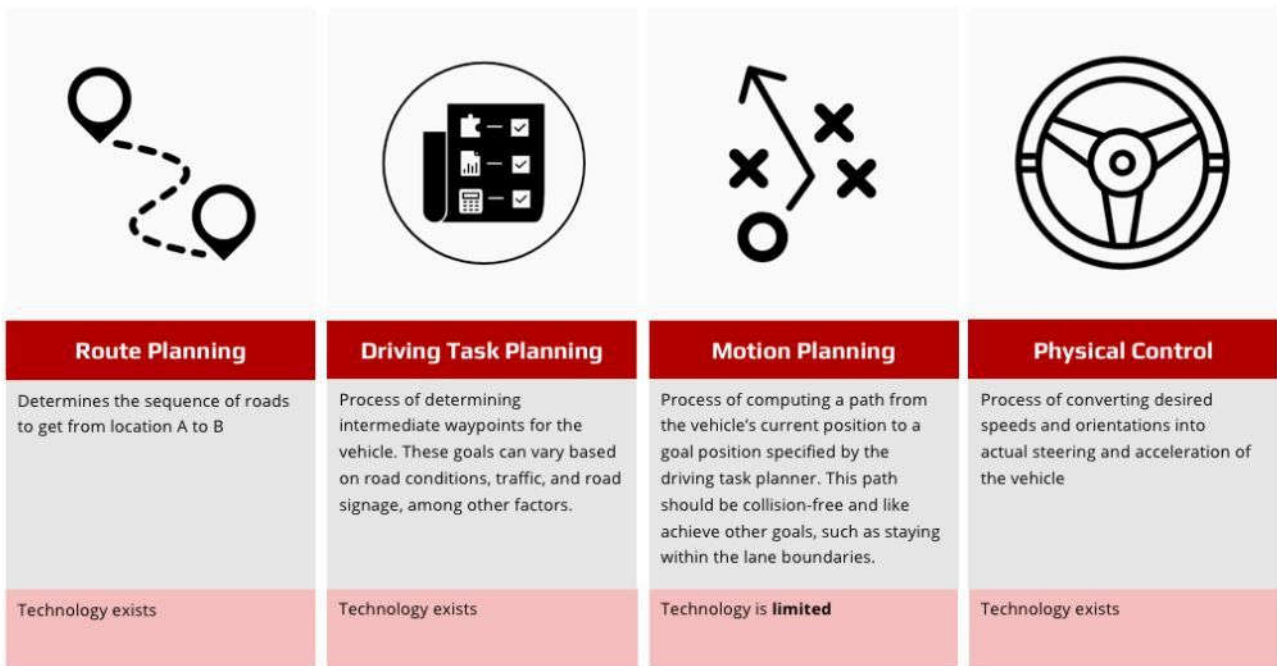 Route Planning
Determines the sequence of roads
to get from location A to B
Technology exists
Driving Task Planning
Process of determining
intermediate waypoints for the
vehicle. These goals can vary based
on road conditions, traffic, and road
signage, among other factors.
Technology exists
Motion Planning
Process of computing a path from
the vehicle's current position to a
goal position specified by the
driving task planner. This path
should be collision-free and like
achieve other goals, such as staying
within the lane boundaries.
Technology is limited
Physical Control
Process of converting desired
speeds and orientations into
actual steering and acceleration of
the vehicle
Technology exists